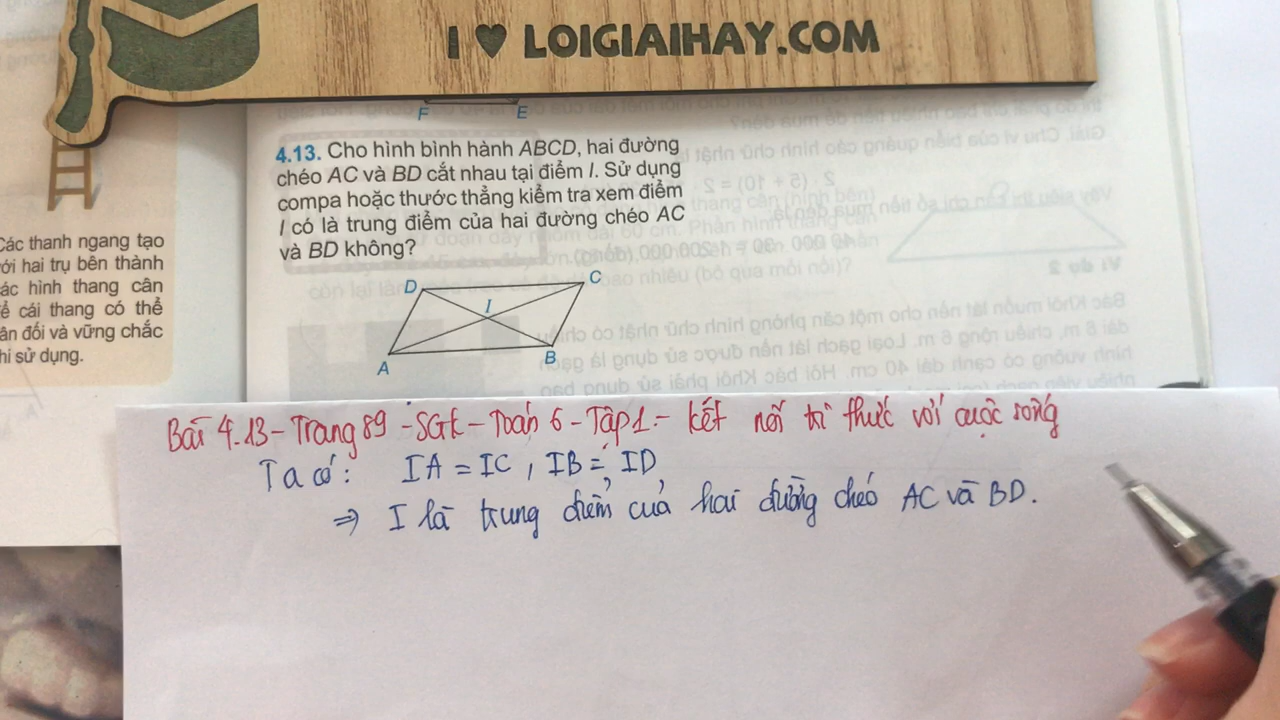 I ♥ LOIGIAIHAY.COM
F E
4.13. Cho hình bình hành ABCD, hai đường
chéo AC và BD cắt nhau tại điểm I. Sử dụng
compa hoặc thước thẳng kiểm tra xem điểm
I có là trung điểm của hai đường chéo AC
và BD không?
D C
I
A B
Các thanh ngang tạo
với hai trụ bên thành
các hình thang cân
để cái thang có thể
cân đối và vững chắc
khi sử dụng.
Bài 4.13 - Trang 89 - SGK - Toán 6 - Tập 1 - kết nối tri thức với cuộc sống
Ta có: IA = IC, IB = ID
⇒ I là trung điểm của hai đường chéo AC và BD.